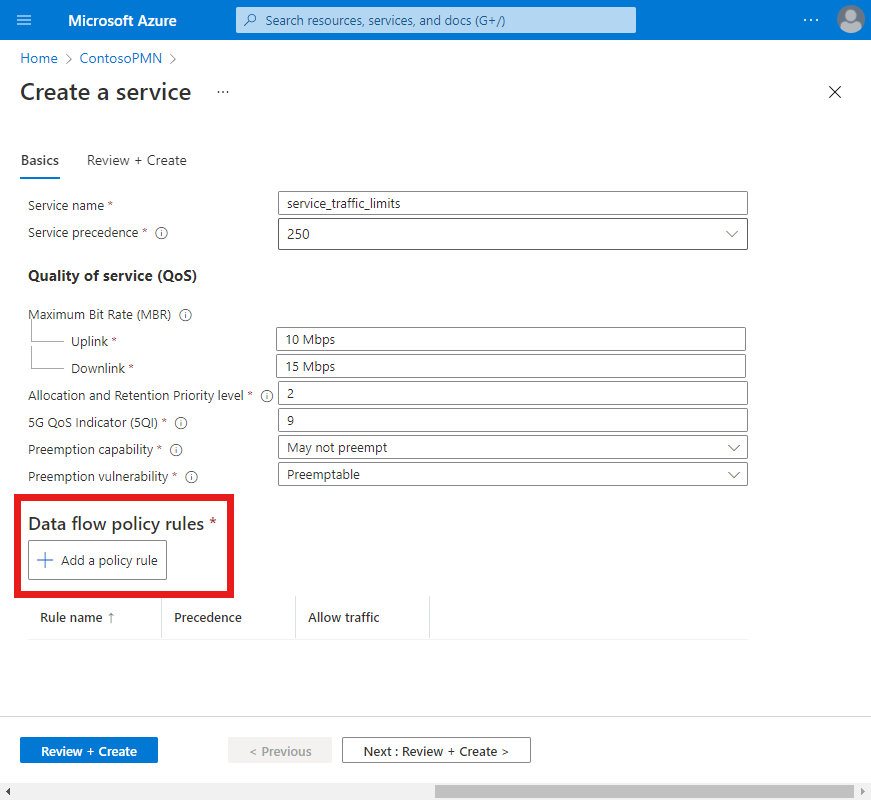 Microsoft Azure
Search resources, services, and docs (G+/)
Home > ContosoPMN >
Create a service ...
Basics Review + Create
Service name * service_traffic_limits
Service precedence * 250
Quality of service (QoS)
Maximum Bit Rate (MBR)
Uplink * 10 Mbps
Downlink * 15 Mbps
Allocation and Retention Priority level * 2
5G QoS Indicator (5QI) * 9
Preemption capability * May not preempt
Preemption vulnerability * Preemptable
Data flow policy rules *
+ Add a policy rule
Rule name ↑ Precedence Allow traffic
Review + Create < Previous Next : Review + Create >